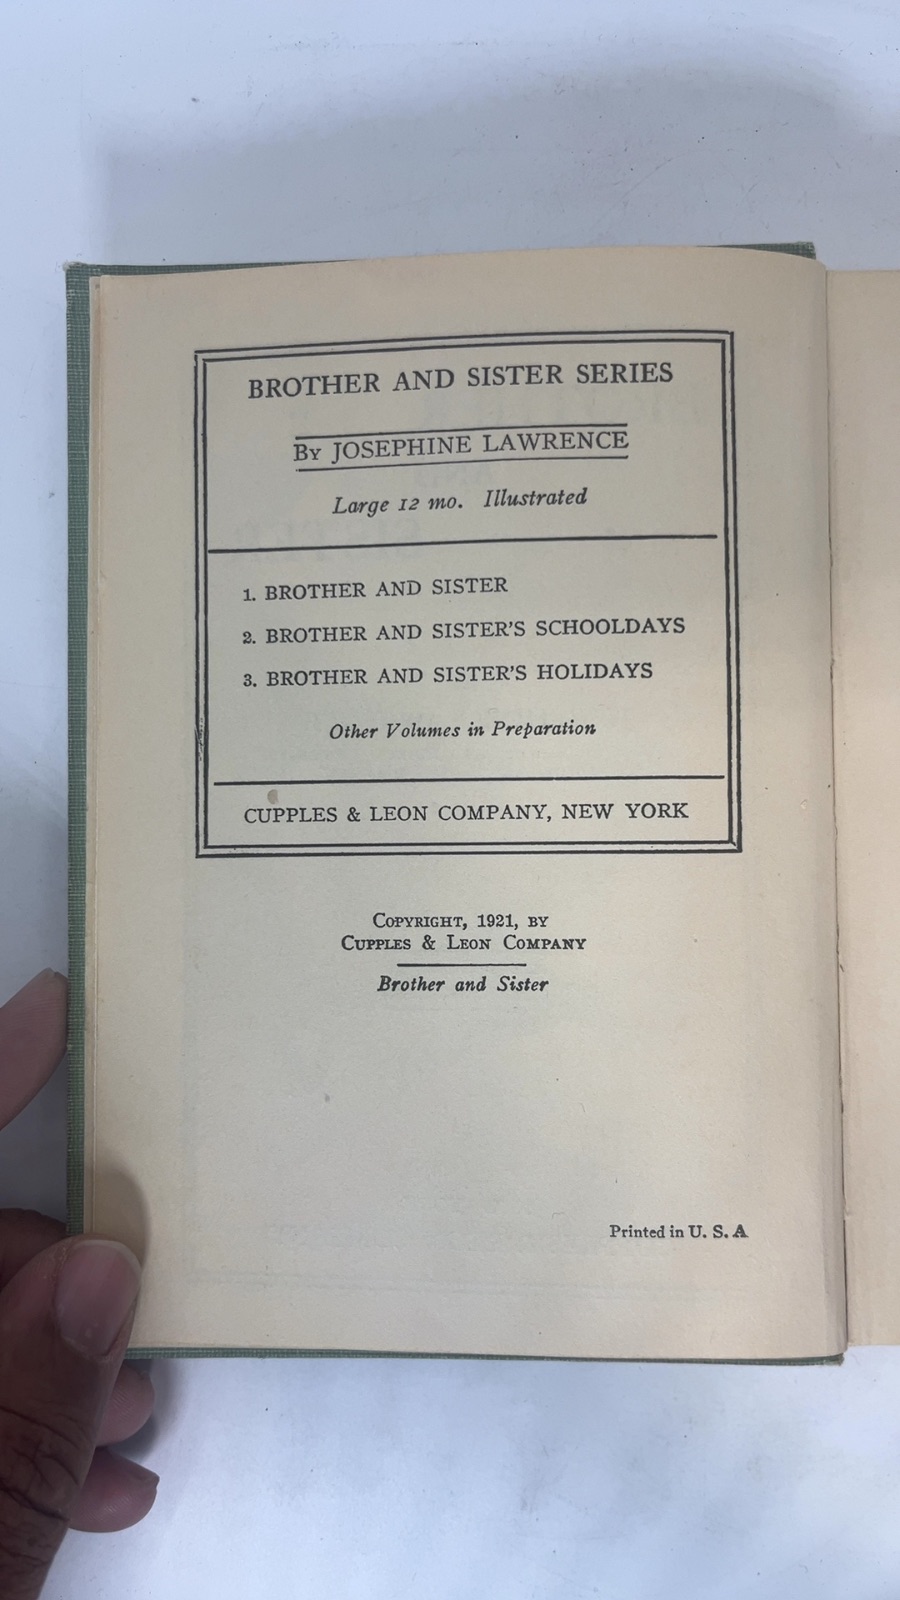 BROTHER AND SISTER SERIES
By JOSEPHINE LAWRENCE
Large 12 mo. Illustrated
1. BROTHER AND SISTER
2. BROTHER AND SISTER'S SCHOOLDAYS
3. BROTHER AND SISTER'S HOLIDAYS
Other Volumes in Preparation
CUPPLES & LEON COMPANY, NEW YORK
Copyright, 1921, by
Cupples & Leon Company
Brother and Sister
Printed in U. S. A